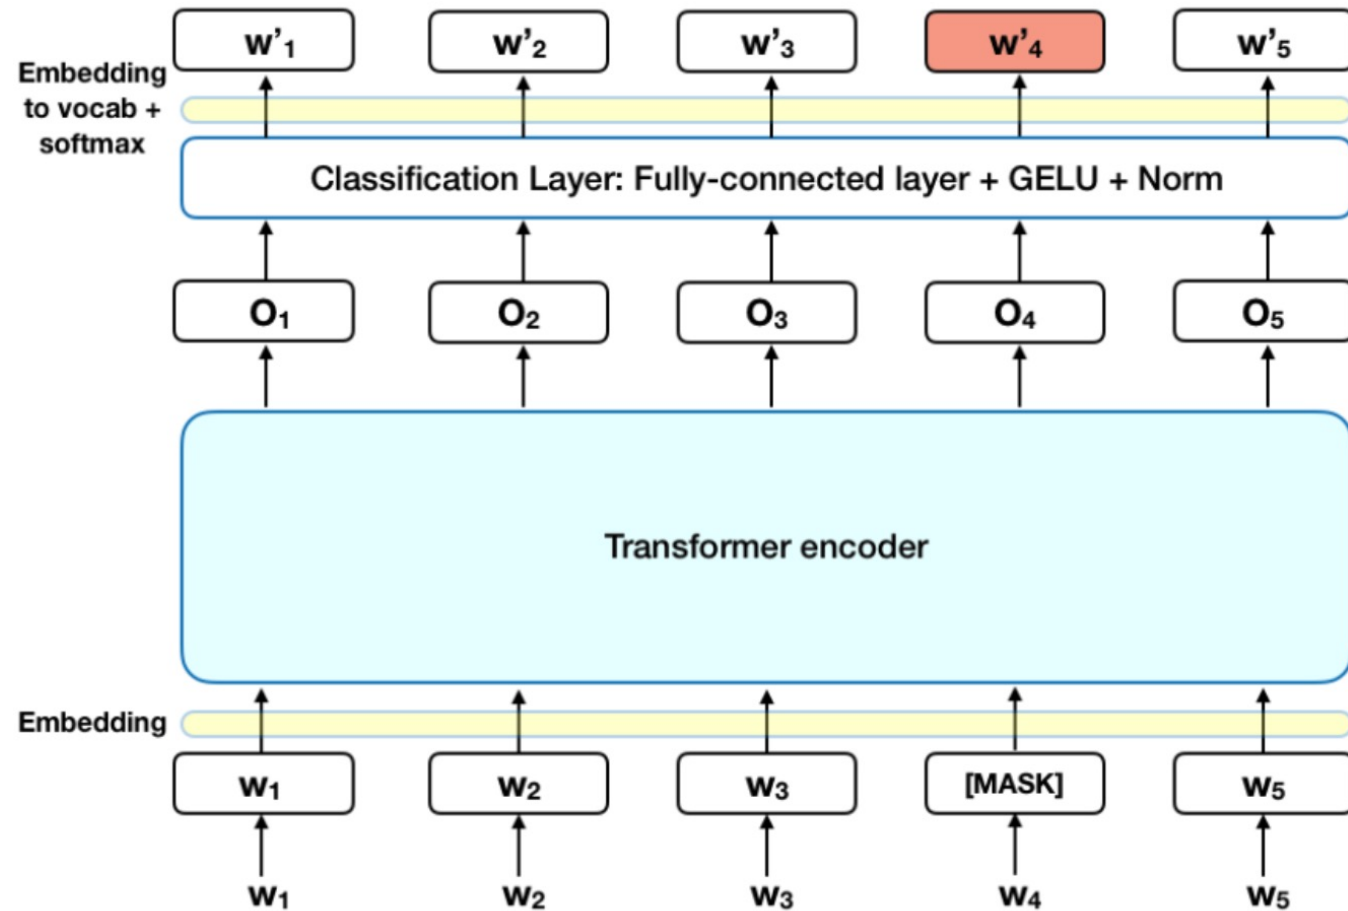 w’₁ w’₂ w’₃ w’₄ w’₅
Embedding
to vocab +
softmax
Classification Layer: Fully-connected layer + GELU + Norm
O₁ O₂ O₃ O₄ O₅
Transformer encoder
Embedding
W₁ W₂ W₃ [MASK] W₅
W₁ W₂ W₃ W₄ W₅